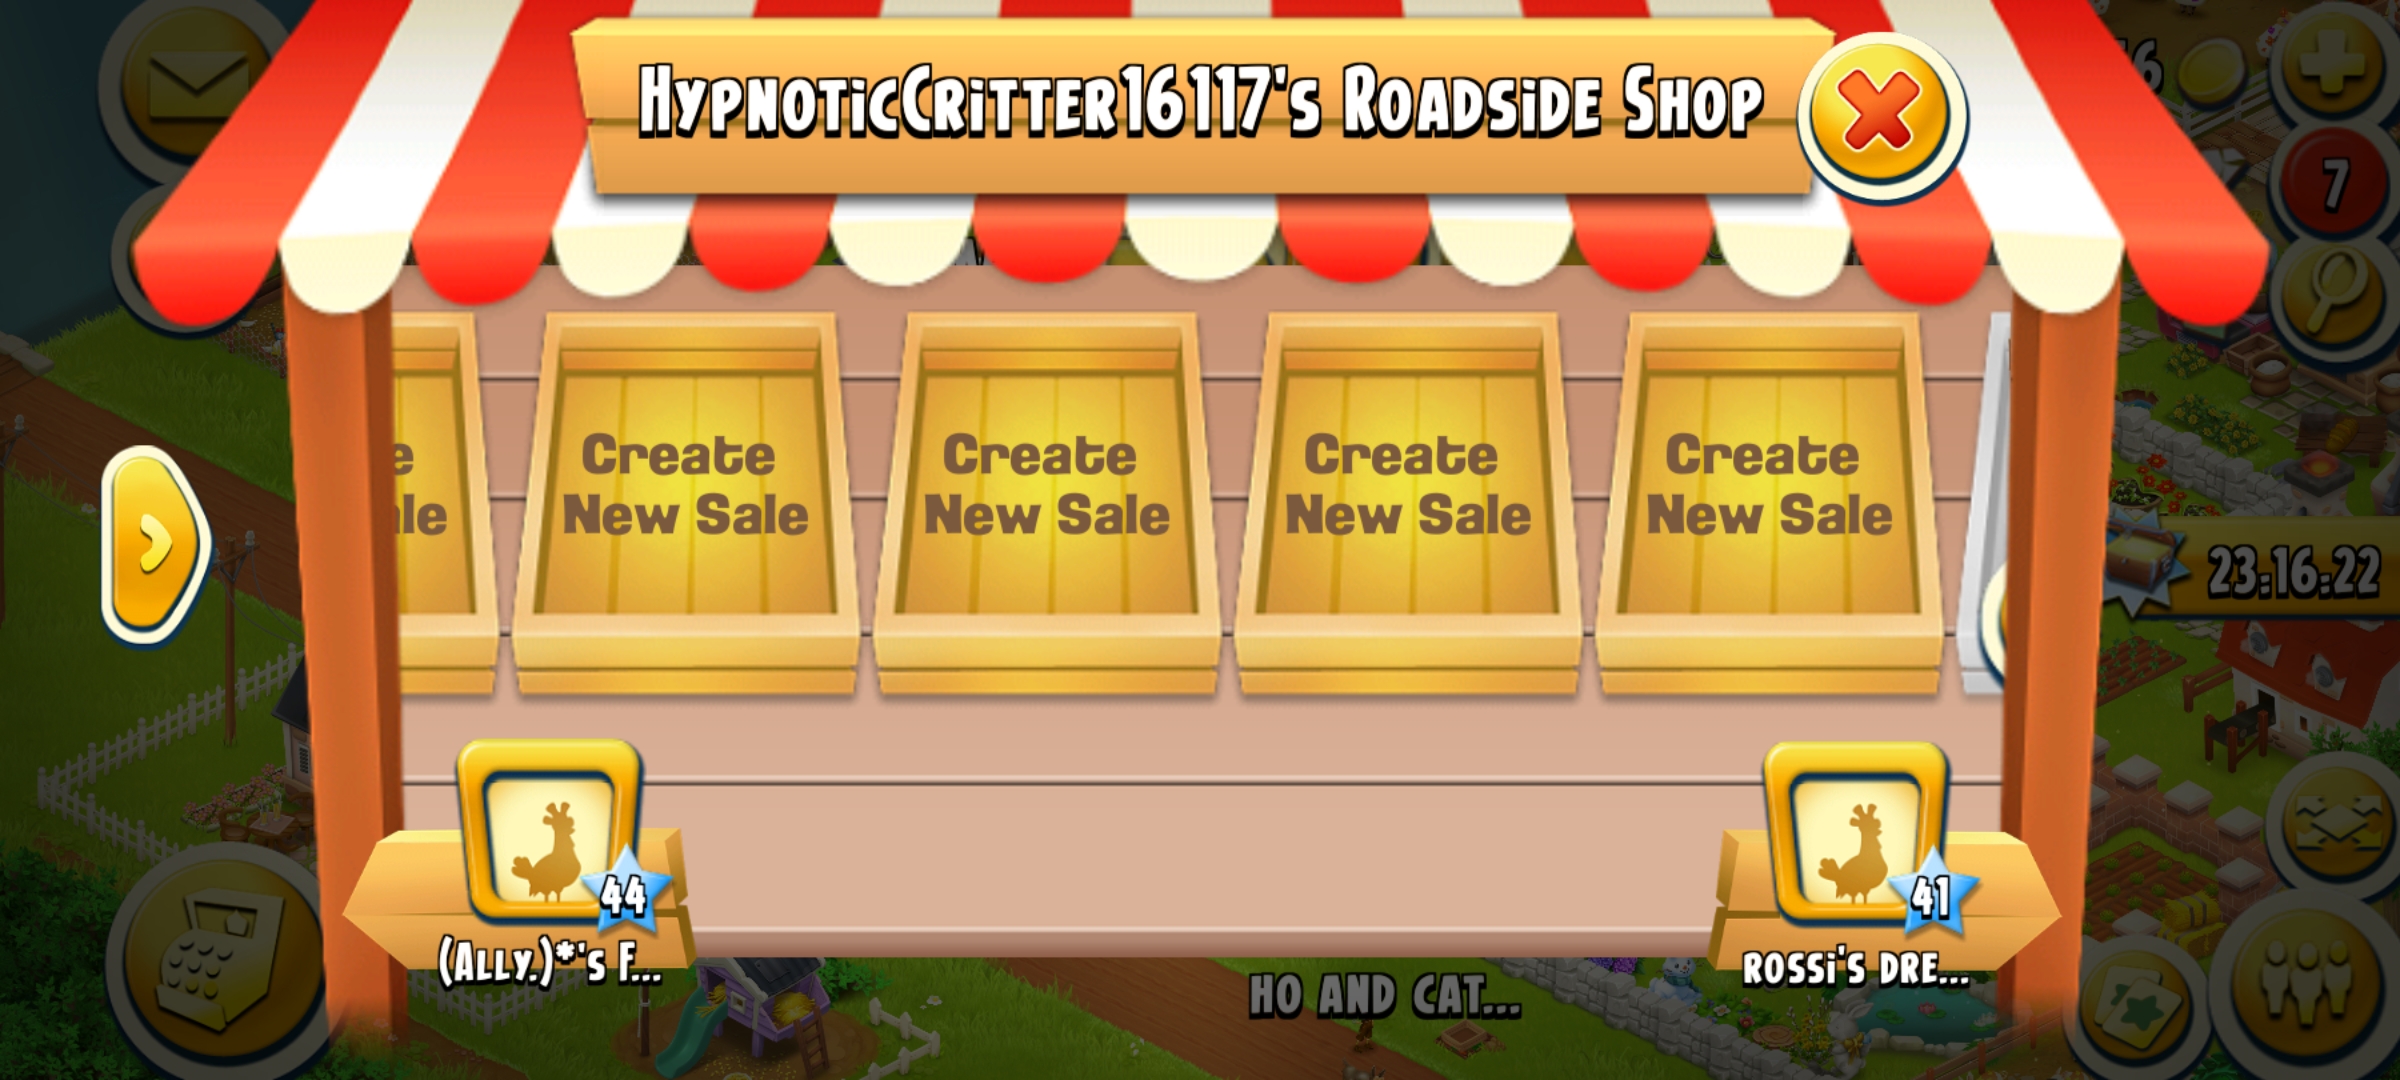 HypnoticCritter16117's Roadside Shop
7
e
le
Create
New Sale
Create
New Sale
Create
New Sale
Create
New Sale
23:16:22
44
41
(Ally.)*'s F...
Rossi's Dre...
Ho and Cat...